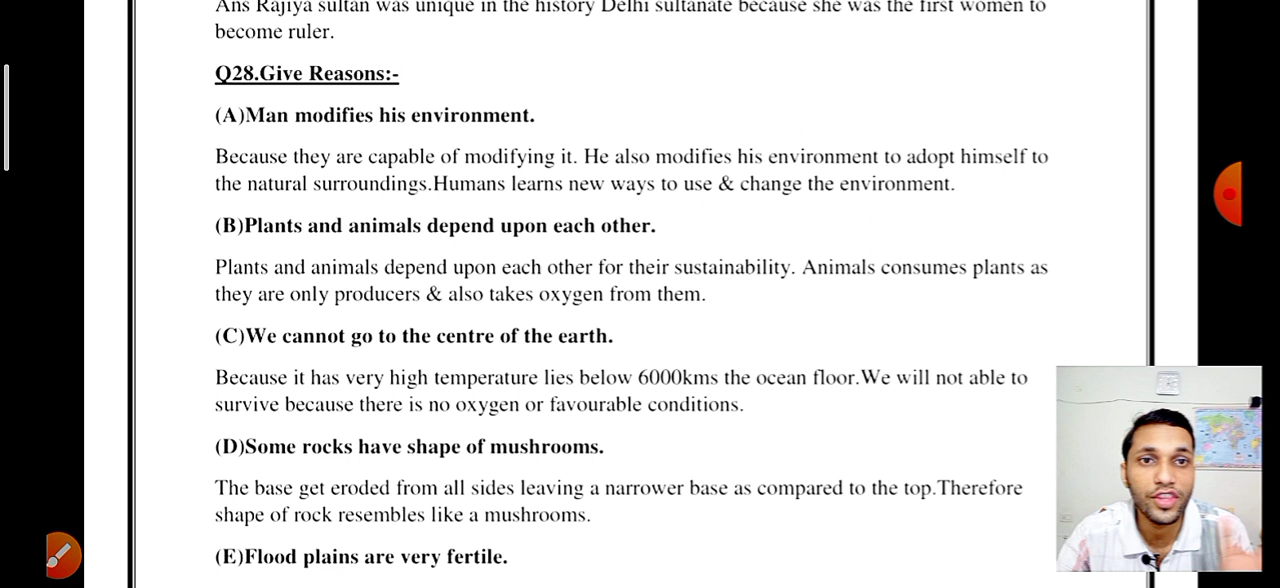 Ans Rajiya sultan was unique in the history Delhi sultanate because she was the first women to
become ruler.
Q28.Give Reasons:-
(A)Man modifies his environment.
Because they are capable of modifying it. He also modifies his environment to adopt himself to
the natural surroundings.Humans learns new ways to use & change the environment.
(B)Plants and animals depend upon each other.
Plants and animals depend upon each other for their sustainability. Animals consumes plants as
they are only producers & also takes oxygen from them.
(C)We cannot go to the centre of the earth.
Because it has very high temperature lies below 6000kms the ocean floor.We will not able to
survive because there is no oxygen or favourable conditions.
(D)Some rocks have shape of mushrooms.
The base get eroded from all sides leaving a narrower base as compared to the top.Therefore
shape of rock resembles like a mushrooms.
(E)Flood plains are very fertile.